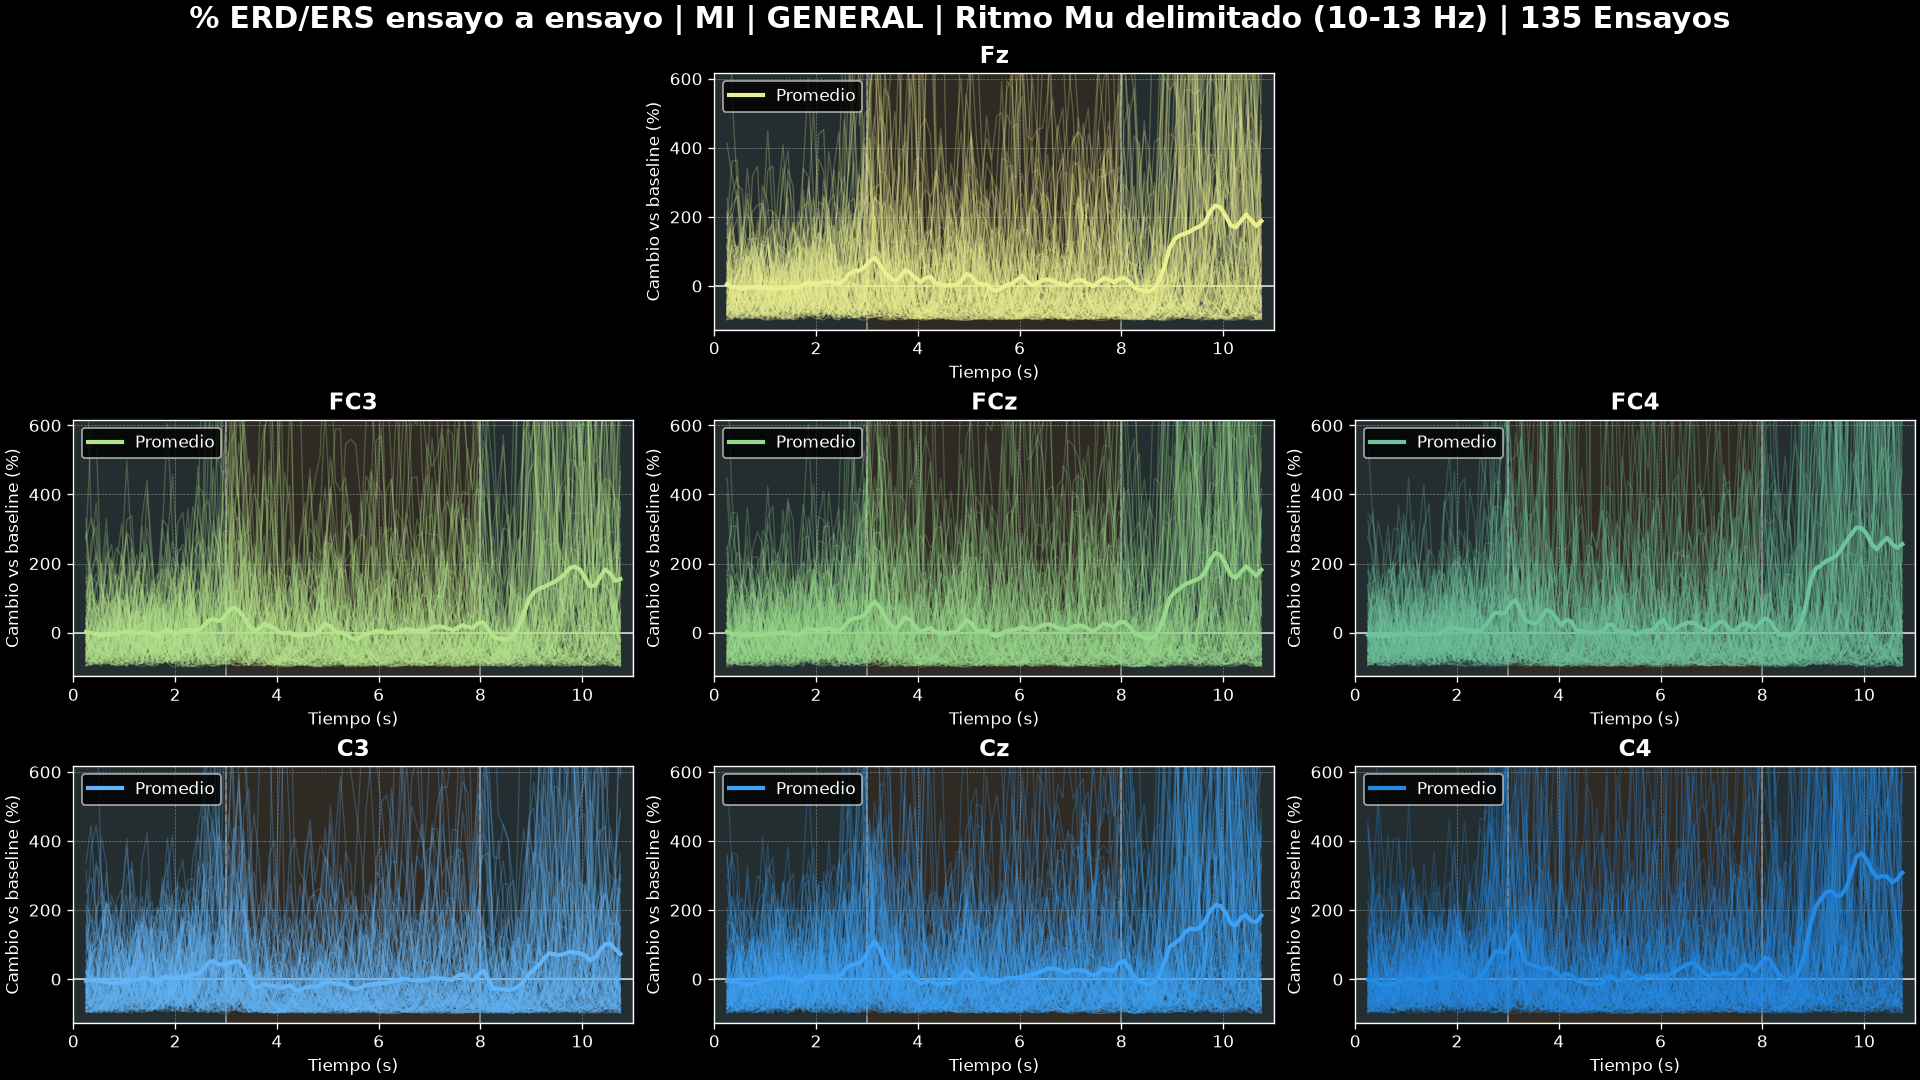 % ERD/ERS ensayo a ensayo | MI | GENERAL | Ritmo Mu delimitado (10-13 Hz) | 135 Ensayos
Fz
Cambio vs baseline (%)
600
400
200
0
Promedio
0 2 4 6 8 10
Tiempo (s)
FC3
Cambio vs baseline (%)
600
400
200
0
Promedio
0 2 4 6 8 10
Tiempo (s)
FCz
Cambio vs baseline (%)
600
400
200
0
Promedio
0 2 4 6 8 10
Tiempo (s)
FC4
Cambio vs baseline (%)
600
400
200
0
Promedio
0 2 4 6 8 10
Tiempo (s)
C3
Cambio vs baseline (%)
600
400
200
0
Promedio
0 2 4 6 8 10
Tiempo (s)
Cz
Cambio vs baseline (%)
600
400
200
0
Promedio
0 2 4 6 8 10
Tiempo (s)
C4
Cambio vs baseline (%)
600
400
200
0
Promedio
0 2 4 6 8 10
Tiempo (s)